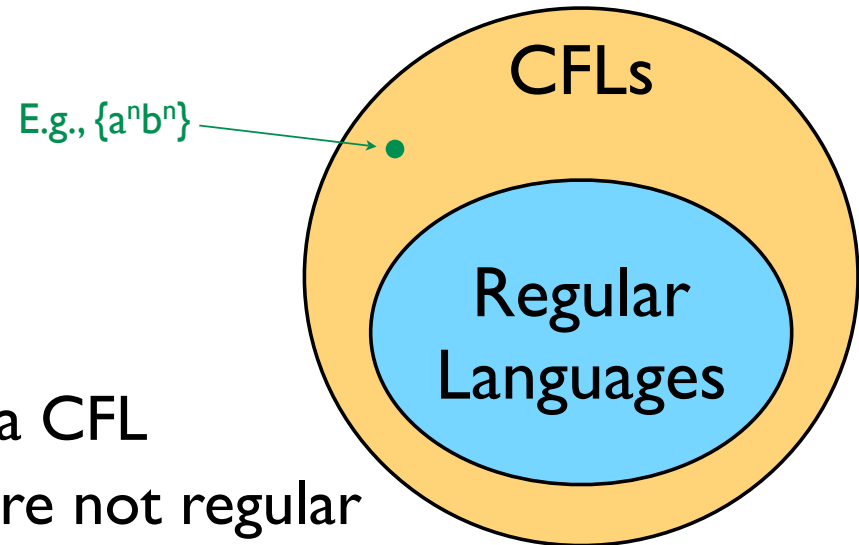 CFLs
E.g., {aⁿbⁿ}
Regular
Languages
a CFL
re not regular